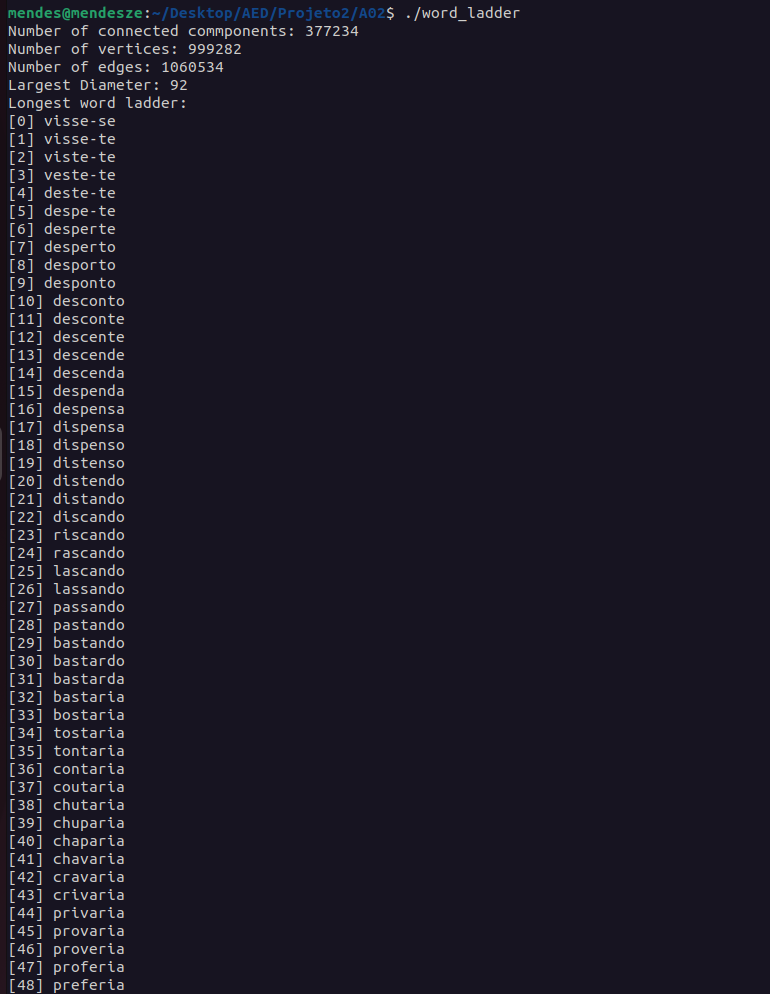 mendes@mendesze:~/Desktop/AED/Projeto2/A02$ ./word_ladder
Number of connected commponents: 377234
Number of vertices: 999282
Number of edges: 1060534
Largest Diameter: 92
Longest word ladder:
[0] visse-se
[1] visse-te
[2] viste-te
[3] veste-te
[4] deste-te
[5] despe-te
[6] desperte
[7] desperto
[8] desporto
[9] desponto
[10] desconto
[11] desconte
[12] descente
[13] descende
[14] descenda
[15] despenda
[16] despensa
[17] dispensa
[18] dispenso
[19] distenso
[20] distendo
[21] distando
[22] discando
[23] riscando
[24] rascando
[25] lascando
[26] lassando
[27] passando
[28] pastando
[29] bastando
[30] bastardo
[31] bastarda
[32] bastaria
[33] bostaria
[34] tostaria
[35] tontaria
[36] contaria
[37] coutaria
[38] chutaria
[39] chuparia
[40] chaparia
[41] chavaria
[42] cravaria
[43] crivaria
[44] privaria
[45] provaria
[46] proveria
[47] proferia
[48] preferia